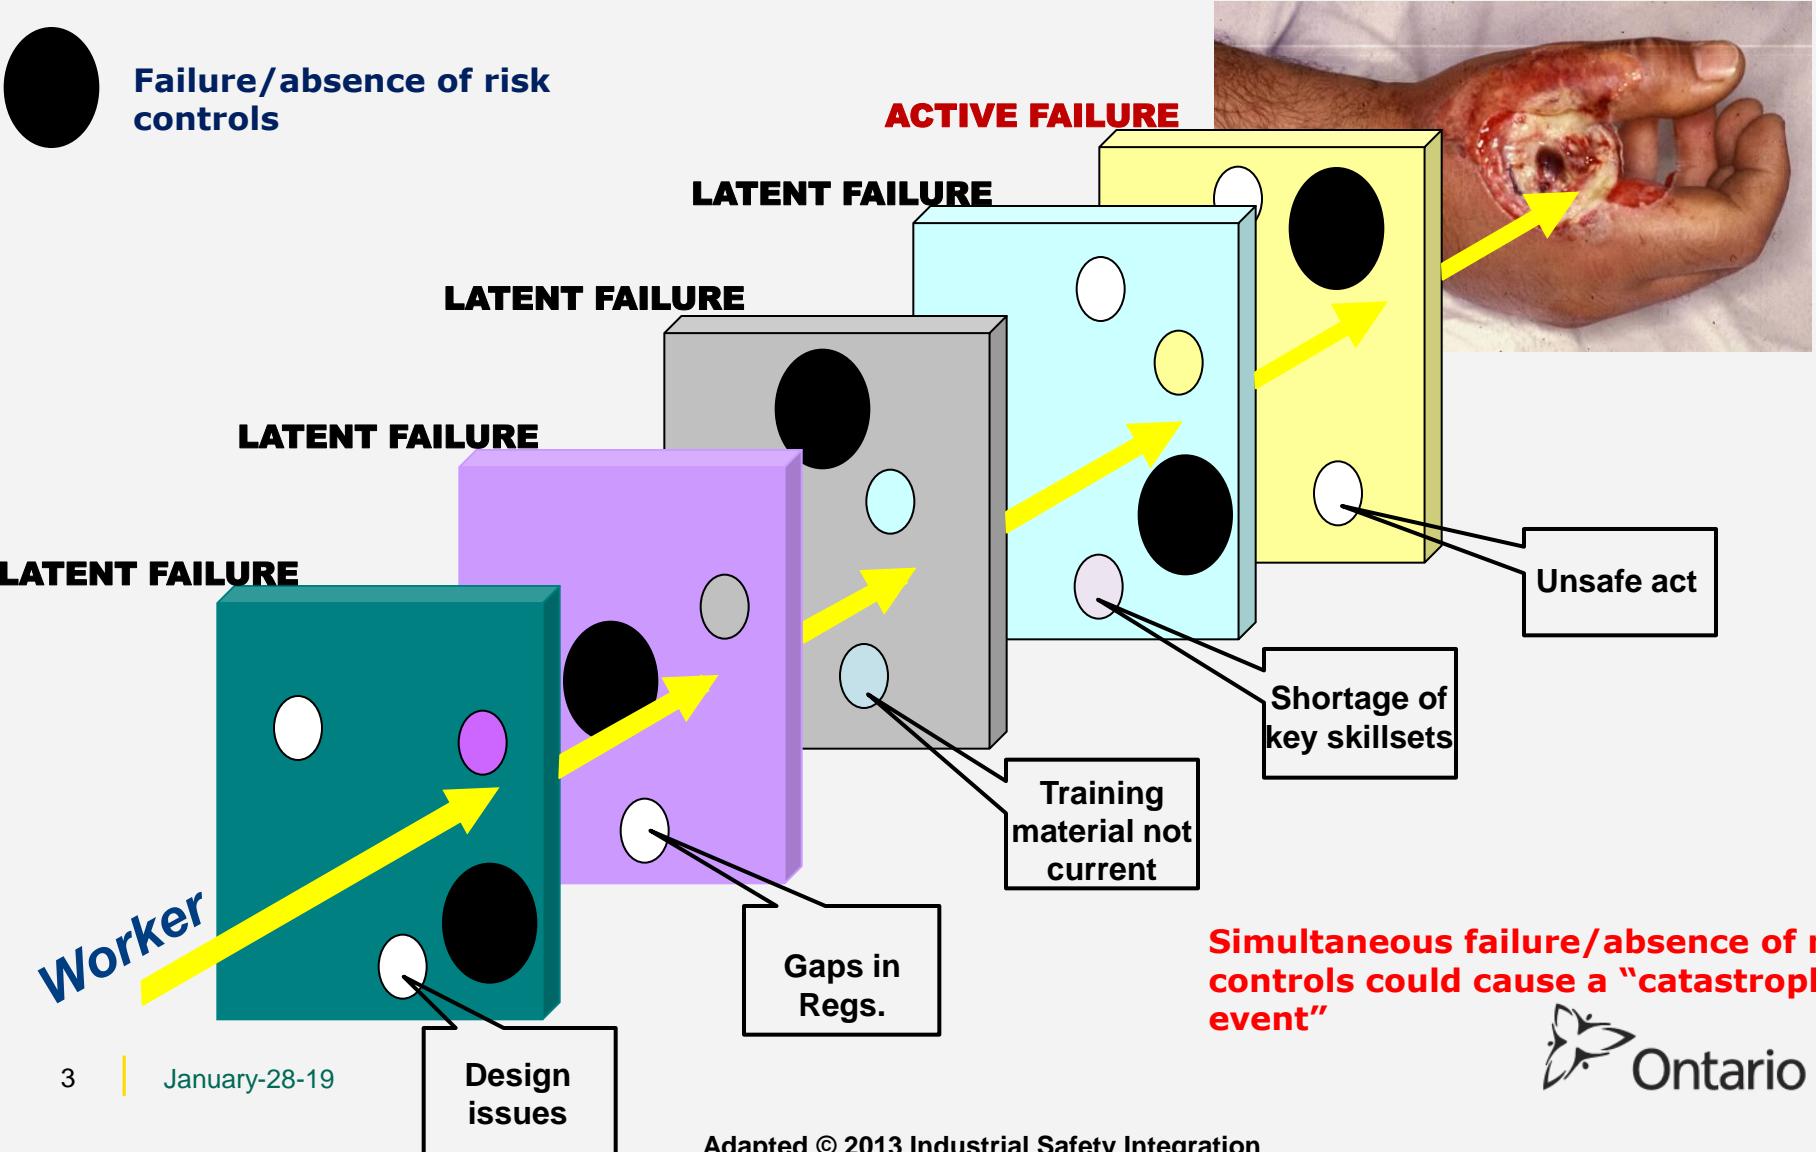 Failure/absence of risk
controls
ACTIVE FAILURE
LATENT FAILURE
LATENT FAILURE
LATENT FAILURE
LATENT FAILURE
Worker
Unsafe act
Shortage of
key skillsets
Training
material not
current
Gaps in
Regs.
Design
issues
Simultaneous failure/absence of
controls could cause a “catastroph
event”
3
January-28-19
Ontario
Adapted © 2013 Industrial Safety Integration